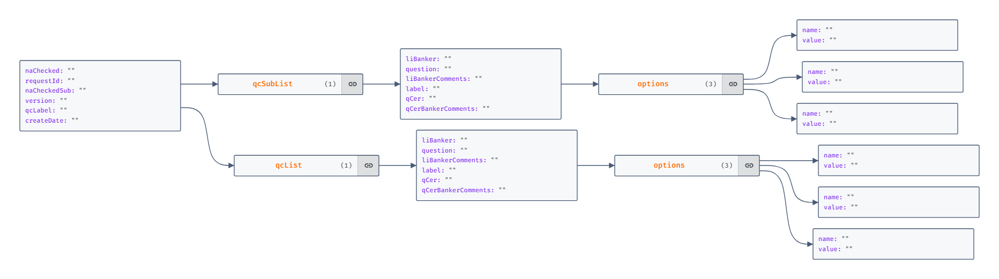 naChecked: ""
requestId: ""
naCheckedSub: ""
version: ""
qcLabel: ""
createDate: ""
qcSubList (1)
liBanker: ""
question: ""
liBankerComments: ""
label: ""
qCer: ""
qCerBankerComments: ""
options (3)
name: ""
value: ""
name: ""
value: ""
name: ""
value: ""
qcList (1)
liBanker: ""
question: ""
liBankerComments: ""
label: ""
qCer: ""
qCerBankerComments: ""
options (3)
name: ""
value: ""
name: ""
value: ""
name: ""
value: ""